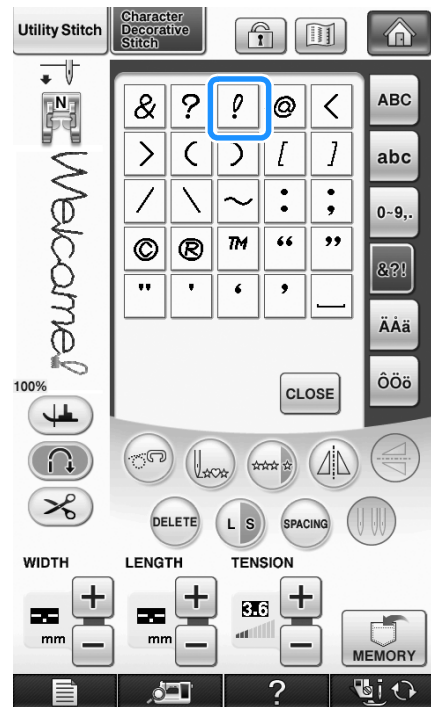 Utility Stitch
Character
Decorative
Stitch
N
Welcome!
& ? ! @ <
> ( ) [ ]
/ \ ~ : ;
© ® TM “ ”
" ' ‘ ’ _
ABC
abc
0~9,.
&?!
ÄÅä
ÔÖö
CLOSE
100%
DELETE
L S
SPACING
WIDTH
LENGTH
TENSION
+ + 3.6 +
mm – mm – –
MEMORY
?